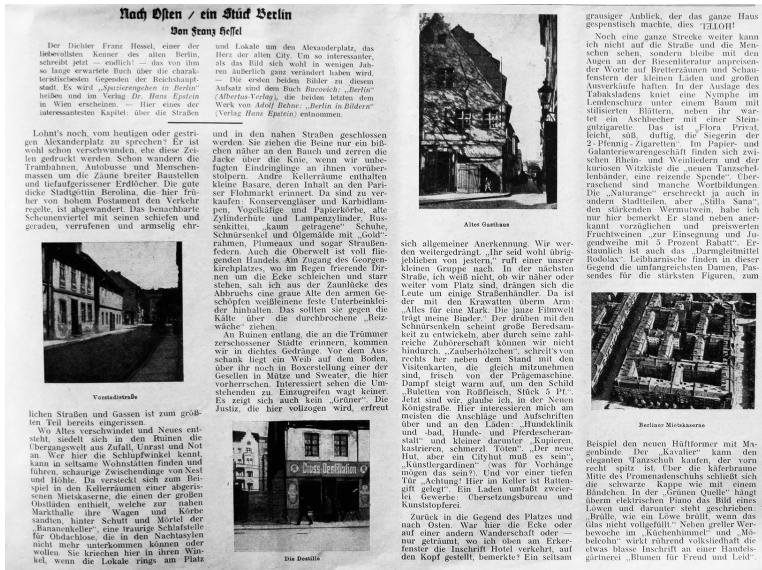 Nach Osten / ein Stück Berlin
Von Franz Hessel
Der Dichter Franz Hessel, einer der
liebevollsten Kenner des alten Berlin,
schreibt jetzt — endlich! — das von ihm
so lange erwartete Buch über die charak-
teristischesten Gegenden der Reichshaupt-
stadt. Es wird „Spazierengehen in Berlin"
heißen und im Verlag Dr. Hans Epstein
in Wien erscheinen. — Hier eines der
interessantesten Kapitel: über die Straßen
und Lokale um den Alexanderplatz, das
Herz der alten City. Um so interessanter,
als das Bild sich wohl in wenigen Jah-
ren äußerlich ganz verändert haben wird.
— Die ersten beiden Bilder zu diesem
Aufsatz sind dem Buch Bucovich: „Berlin"
(Albertus-Verlag), die beiden letzten dem
Werk von Adolf Behne: „Berlin in Bildern"
(Verlag Hans Epstein) entnommen.
Lohnt's noch, vom heutigen oder gestri-
gen Alexanderplatz zu sprechen? Er ist
wohl schon verschwunden, ehe diese Zei-
len gedruckt werden. Schon wandern die
Trambahnen, Autobusse und Menschen-
massen um die Zäune breiter Baustellen
und tiefaufgerissener Erdlöcher. Die gute
dicke Stadtgöttin Berolina, die hier frü-
her von hohem Postament den Verkehr
regelte, ist abgewandert. Das benachbarte
Scheunenviertel mit seinen schiefen und
geraden, verrufenen und armselig ehr-
Vorstadtstraße
lichen Straßen und Gassen ist zum größ-
ten Teil bereits eingerissen.
Wo Altes verschwindet und Neues ent-
steht, siedelt sich in den Ruinen die
Übergangswelt aus Zufall, Unrast und Not
an. Wer hier die Schlupfwinkel kennt,
kann in seltsame Wohnstätten finden und
führen, schaurige Zwischendinge von Nest
und Höhle. Da versteckt sich zum Bei-
spiel in den Kellerräumen einer abgeris-
senen Mietskaserne, die einen der großen
Obstläden enthielt, welche zur nahen
Markthalle ihre Wagen und Körbe
sandten, hinter Schutt und Mörtel der
„Bananenkeller", eine traurige Schlafstelle
für Obdachlose, die in den Nachtasylen
nicht mehr unterkommen können oder
wollen. Sie kriechen hier in ihren Win-
kel, wenn die Lokale rings am Platz
und in den nahen Straßen geschlossen
werden. Sie ziehen die Beine nur ein biß-
chen näher an den Bauch und zerren die
Jacke über die Knie, wenn wir unbe-
fugten Eindringlinge an ihnen vorüber-
stolpern. Andre Kellerräume enthalten
kleine Basare, deren Inhalt an den Pari-
ser Flohmarkt erinnert. Da sind zu ver-
kaufen: Konservengläser und Karbidlam-
pen, Vogelkäfige und Papierkörbe, alte
Zylinderhüte und Lampenzylinder, Rus-
senkittel, „kaum getragene" Schuhe,
Schnürsenkel und Ölgemälde mit „Gold"-
rahmen, Plumeaux und sogar Straußen-
federn. Auch die Oberwelt ist voll flie-
genden Handels. Am Zugang des Georgen-
kirchplatzes, wo im Regen frierende Dir-
nen um die Ecke schleichen und starr
stehen, sah ich aus der Zaunlücke des
Abbruchs eine graue Alte den armen Ge-
schöpfen weißleinene feste Unterbeinklei-
der hinhalten. Das sollten sie gegen die
Kälte über die durchbrochene „Reiz-
wäche" ziehen.
An Ruinen entlang, die an die Trümmer
zerschossener Städte erinnern, kommen
wir in dichtes Gedränge. Vor dem Aus-
schank liegt ein Weib auf dem Boden,
über ihr noch in Boxerstellung einer der
Gesellen in Mütze und Sweater, die hier
vorherrschen. Interessiert sehen die Um-
stehenden zu. Einzugreifen wagt keiner.
Es zeigt sich auch kein „Grüner". Die
Justiz, die hier vollzogen wird, erfreut
Gross-Destillation
Die Destille
Altes Gasthaus
sich allgemeiner Anerkennung. Wir wer-
den weitergedrängt. „Ihr seid wohl übrig-
jeblieben von jestern," ruft einer unsrer
kleinen Gruppe nach. In der nächsten
Straße, ich weiß nicht, ob wir näher oder
weiter vom Platz sind, drängen sich die
Leute um einige Straßenhändler. Da ist
der mit den Krawatten überm Arm:
„Alles für eine Mark. Die janze Filmwelt
trägt meine Binder." Der drüben mit den
Schnürsenkeln scheint große Beredsam-
keit zu entwickeln, aber durch seine zahl-
reiche Zuhörerschaft können wir nicht
hindurch. „Zauberhölzchen", schreit's von
rechts her neben dem Stand mit den
Visitenkarten, die gleich mitzunehmen
sind, frisch von der Prägemaschine.
Dampf steigt warm auf, um den Schild
„Buletten von Roßfleisch, Stück 5 Pf.".
Jetzt sind wir, glaube ich, in der Neuen
Königstraße. Hier interessieren mich am
meisten die Anschläge und Aufschriften
über und an den Läden: „Hundeklinik
und -bad, Hunde- und Pferdescheran-
stalt" und kleiner darunter „Kupieren,
kastrieren, schmerzl. Töten". „Der neue
Hut, aber ein Cityhut muß es sein",
„Künstlergardinen" (was für Vorhänge
mögen das sein?). Und vor einer tiefen
Tür „Achtung! Hier im Keller ist Ratten-
gift gelegt". Ein Laden umfaßt zweier-
lei Gewerbe: Übersetzungsbureau und
Kunststopferei.
Zurück in die Gegend des Platzes und
nach Osten. War hier die Ecke oder
auf einer andern Wanderschaft oder —
nur geträumt, wo ich oben am Erker-
fenster die Inschrift Hotel verkehrt, auf
den Kopf gestellt, bemerkte? Ein seltsam
grausiger Anblick, der das ganze Haus
gespenstisch machte, dies HOTEL!
Noch eine ganze Strecke weiter kann
ich nicht auf die Straße und die Men-
schen sehen, sondern bleibe mit den
Augen an der Riesenliteratur anpreisen-
der Worte auf Bretterzäunen und Schau-
fenstern der kleinen Läden und großen
Ausverkäufe haften. In der Auslage des
Tabaksladens kniet eine Nymphe im
Lendenschurz unter einem Baum mit
stilisierten Blättern, neben ihr war-
tet ein Aschbecher mit einer Stein-
gutzigarette. Das ist „Flora Privat,
leicht, süß, duftig, die Siegerin der
2-Pfennig-Zigaretten". Im Papier- und
Galanteriewarengeschäft finden sich zwi-
schen Rhein- und Weinliedern und der
kuriosen Witzkiste die „neuen Tanzschel-
lenbänder, eine reizende Spende". Über-
raschend sind manche Wortbildungen.
Die „Naturange" erschreckt ja auch in
andern Stadtteilen, aber „Stilla Sana",
den stärkenden Wermutwein, habe ich
nur hier bemerkt. Er stand neben aner-
kannt vorzüglichen und preiswerten
Fruchtweinen „zur Einsegnung und Ju-
gendweihe mit 5 Prozent Rabatt". Er-
staunlich ist auch das „Darmgleitmittel
Rodolax". Leibharnische finden in dieser
Gegend die umfangreichsten Damen, Pas-
sendes für die stärksten Figuren, zum
Berliner Mietskaserne
Beispiel den neuen Hüftformer mit Ma-
genbinde. Der „Kavalier" kann den
eleganten Tanzschuh kaufen, der vorn
recht spitz ist. Über die käferbraune
Mitte des Promenadenschuhs schließt sich
die schwarze Kappe wie mit einem
Bändchen. In der „Grünen Quelle" hängt
überm elektrischen Piano das Bild eines
Löwen und darunter steht geschrieben:
„Brülle, wie ein Löwe brüllt, wenn das
Glas nicht vollgefüllt." Neben greller Wer-
bewoche im „Küchenhimmel" und „Mö-
belcohn" wirkt rührend volksliedhaft die
etwas blasse Inschrift an einer Handels-
gärtnerei „Blumen für Freud und Leid".